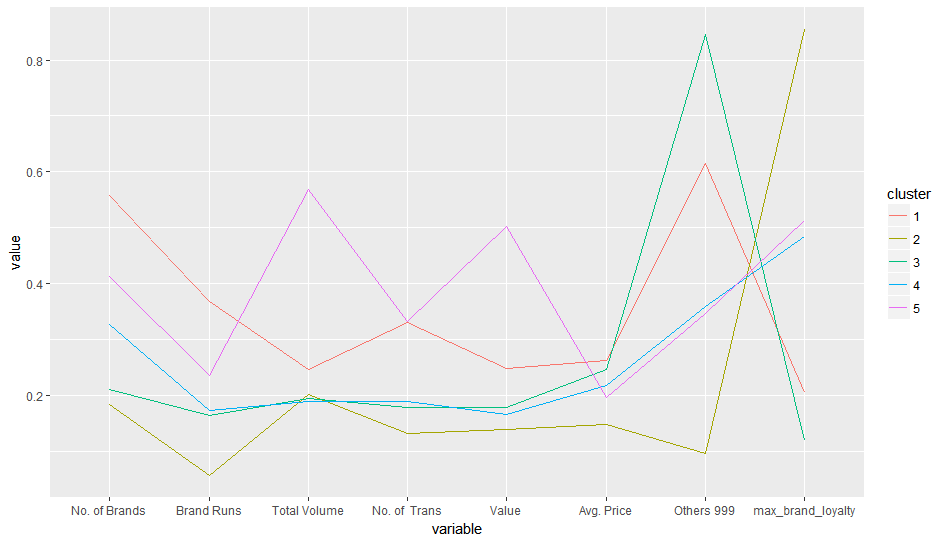 0.8
0.6
0.4
0.2
value
No. of Brands
Brand Runs
Total Volume
No. of Trans
Value
Avg. Price
Others 999
max_brand_loyalty
variable
cluster
1
2
3
4
5